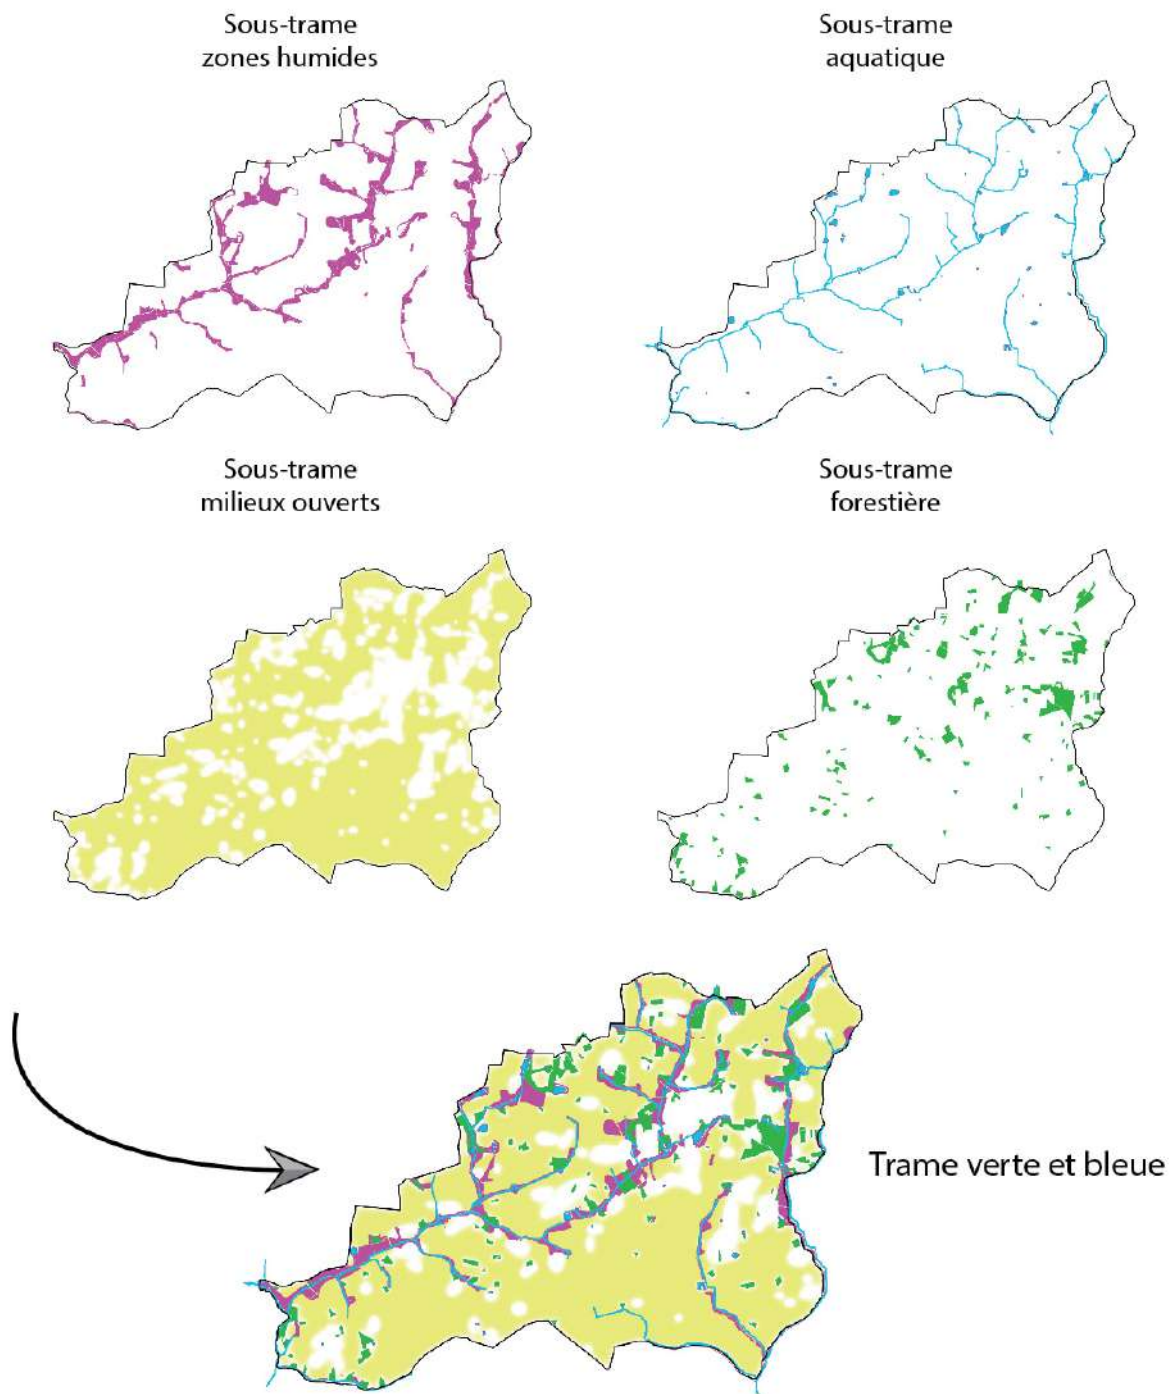 Sous-trame
zones humides
Sous-trame
aquatique
Sous-trame
milieux ouverts
Sous-trame
forestière
Trame verte et bleue